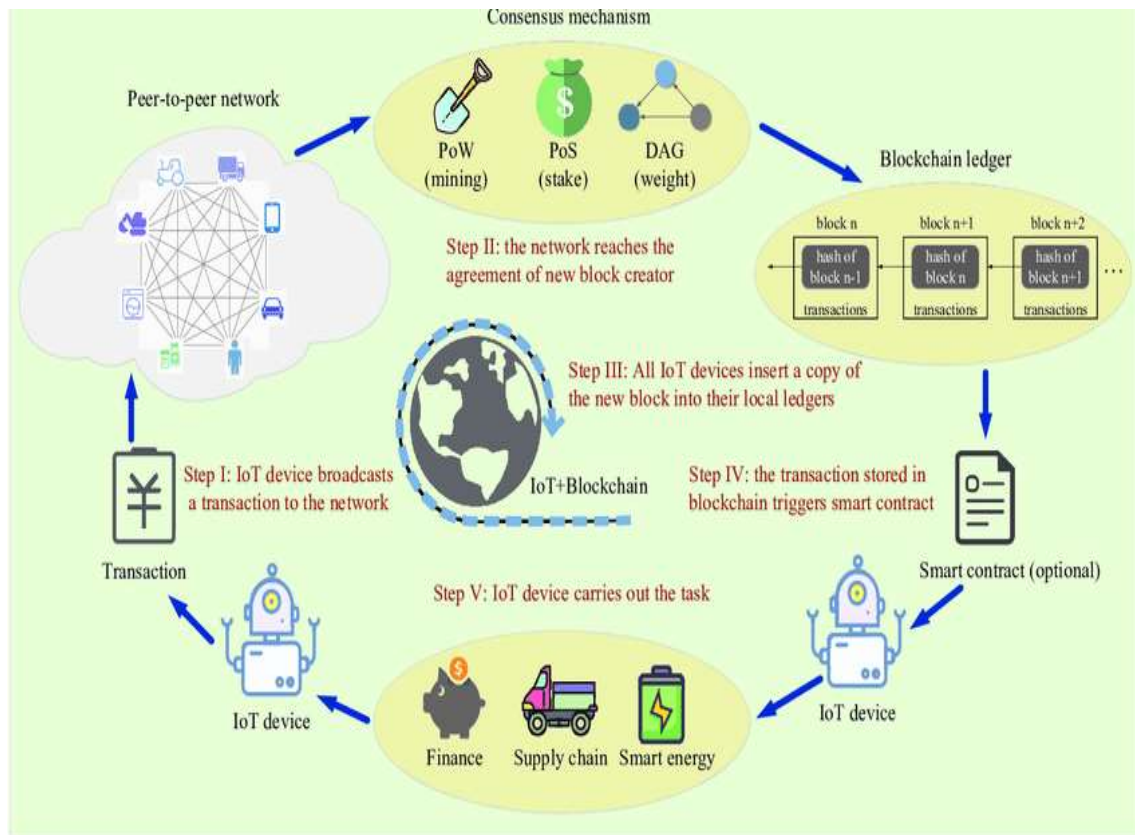 Consensus mechanism
Peer-to-peer network
PoW
(mining)
PoS
(stake)
DAG
(weight)
Blockchain ledger
block n
block n+1
block n+2
hash of
block n-1
hash of
block n
hash of
block n+1
...
transactions
transactions
transactions
Step II: the network reaches the
agreement of new block creator
Step III: All IoT devices insert a copy of
the new block into their local ledgers
Step I: IoT device broadcasts
a transaction to the network
IoT+Blockchain
Step IV: the transaction stored in
blockchain triggers smart contract
¥
Transaction
Smart contract (optional)
Step V: IoT device carries out the task
IoT device
IoT device
$
$
Finance
Supply chain
Smart energy